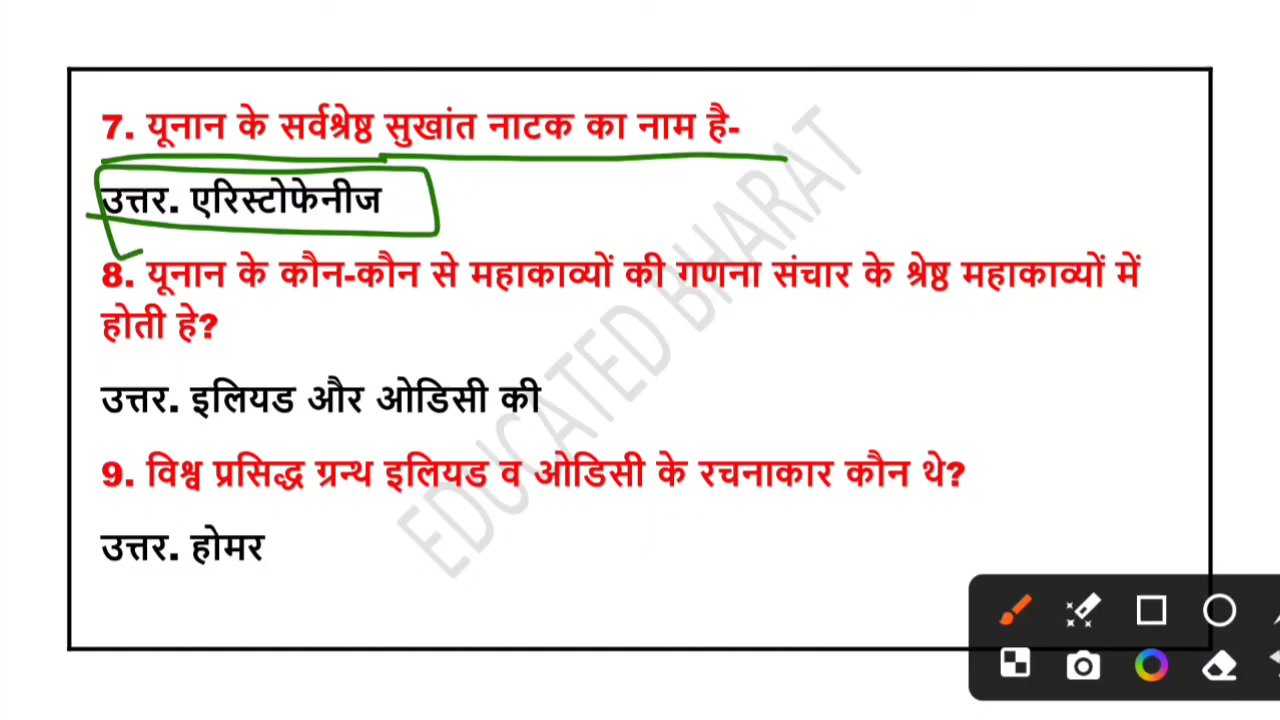 7. यूनान के सर्वश्रेष्ठ सुखांत नाटक का नाम है-
उत्तर. एरिस्टोफेनीज
8. यूनान के कौन-कौन से महाकाव्यों की गणना संचार के श्रेष्ठ महाकाव्यों में
होती हे?
उत्तर. इलियड और ओडिसी की
9. विश्व प्रसिद्ध ग्रन्थ इलियड व ओडिसी के रचनाकार कौन थे?
उत्तर. होमर
EDUCATED BHARAT